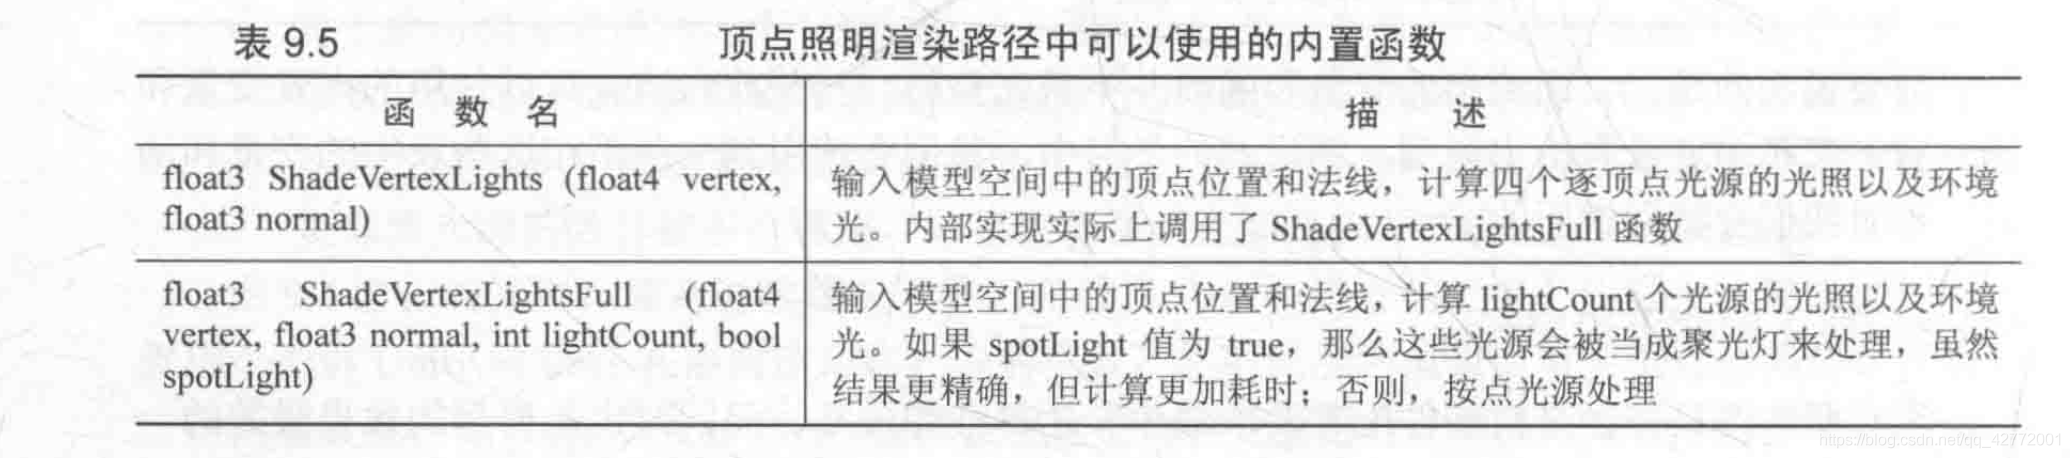 表 9.5 顶点照明渲染路径中可以使用的内置函数
函 数 名 描 述
float3 ShadeVertexLights (float4 vertex,
float3 normal)
输入模型空间中的顶点位置和法线，计算四个逐顶点光源的光照以及环境
光。内部实现实际上调用了 ShadeVertexLightsFull 函数
float3 ShadeVertexLightsFull (float4
vertex, float3 normal, int lightCount, bool
spotLight)
输入模型空间中的顶点位置和法线，计算 lightCount 个光源的光照以及环境
光。如果 spotLight 值为 true，那么这些光源会被当成聚光灯来处理，虽然
结果更精确，但计算更加耗时；否则，按点光源处理
https://blog.csdn.net/qq_42772001